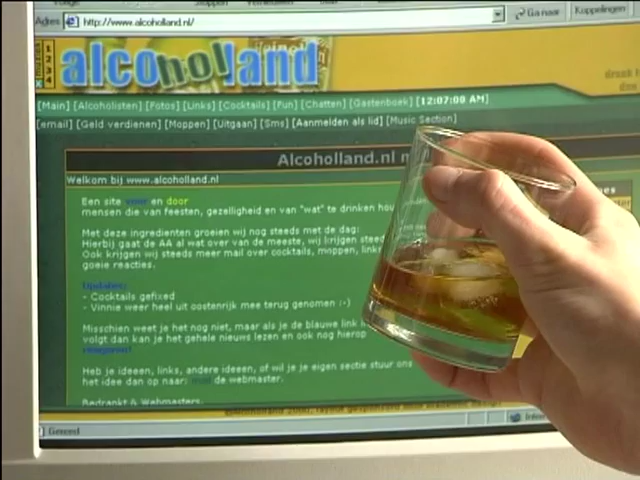 Adres http://www.alcoholland.nl/ Ga naar Koppelingen
alcoholland
[Main] [Alcoholisten] [Fotos] [Links] [Cocktails] [Fun] [Chatten] [Gastenboek] [12:07:08 AM]
[email] [Geld verdienen] [Moppen] [Uitgaan] [Sms] [Aanmelden als lid] [Music Section]
Alcoholland.nl
Welkom bij www.alcoholland.nl
Een site voor en door
mensen die van feesten, gezelligheid en van "wat" te drinken
Met deze ingredienten groeien wij nog steeds met de dag:
Hierbij gaat de AA al wat over van de meeste, wij krijgen steed
Ook krijgen wij steeds meer mail over cocktails, moppen,
goeie reacties.
Updates:
- Cocktails gefixed
- Vinnie weer heel uit oostenrijk mee terug genomen :-)
Misschien weet je het nog niet, maar als je de blauwe link
volgt dan kan je het gehele nieuws lezen en ook nog hierop
reageren!
Heb je ideeen, links, andere ideeen, of wil je je eigen sectie stuur ons
het idee dan op naar: mail de webmaster.
Bedankt & Webmasters.
Gereed